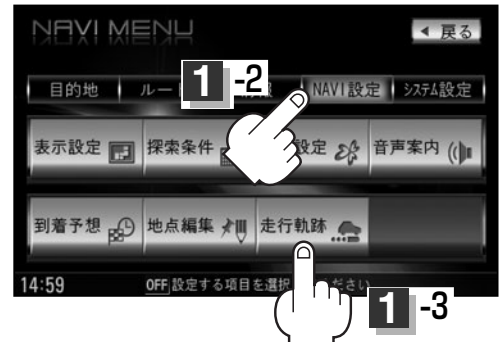 NAVI MENU
◀ 戻る
目的地 ルー 1 -2 NAVI設定 システム設定
表示設定 探索条件 設定 音声案内
到着予想 地点編集 走行軌跡
14:59 OFF 設定する項目を選択 ださい
1 -3